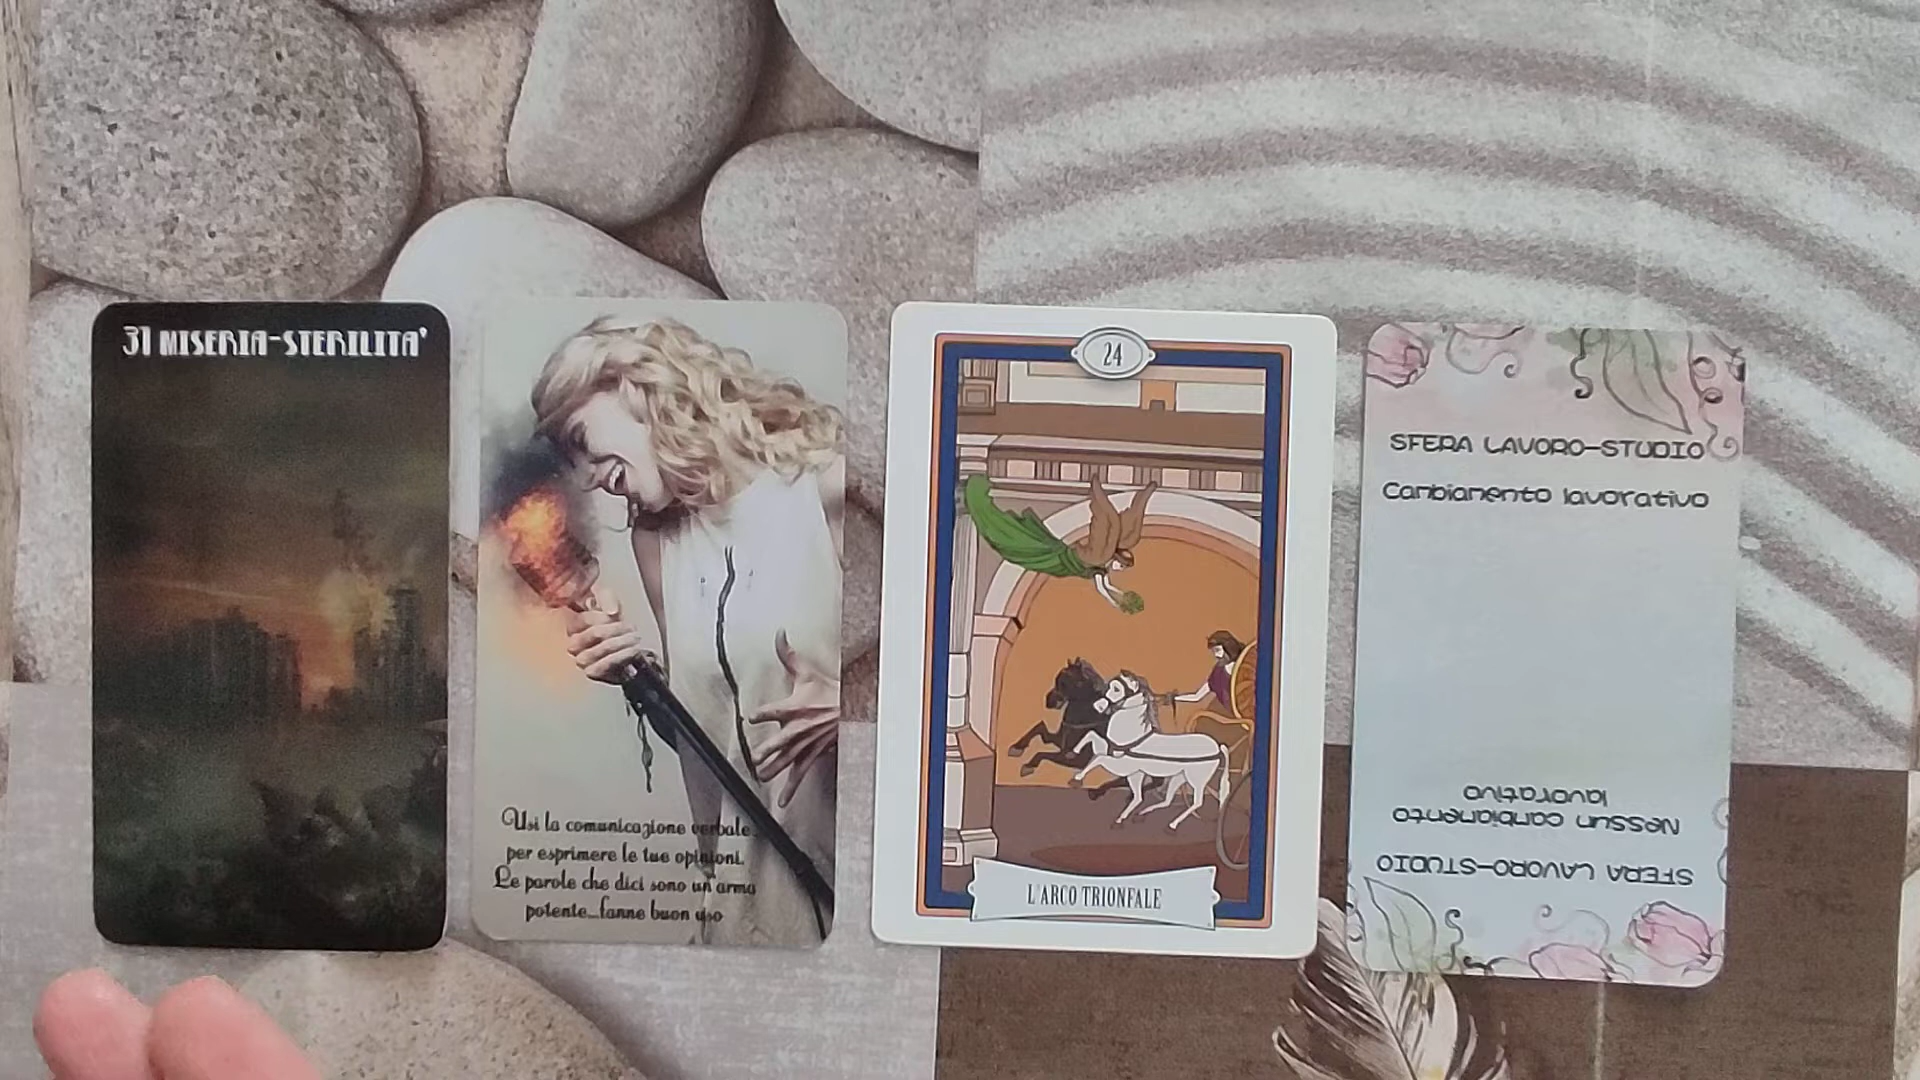 31 MISERIA-STERILITA'
Usi la comunicazione verbale
per esprimere le tue opinioni.
Le parole che dici sono un'arma
potente...fanne buon uso
24
L'ARCO TRIONFALE
SFERA LAVORO-STUDIO
Cambiamento lavorativo
SFERA LAVORO-STUDIO
Nessun cambiamento
lavorativo